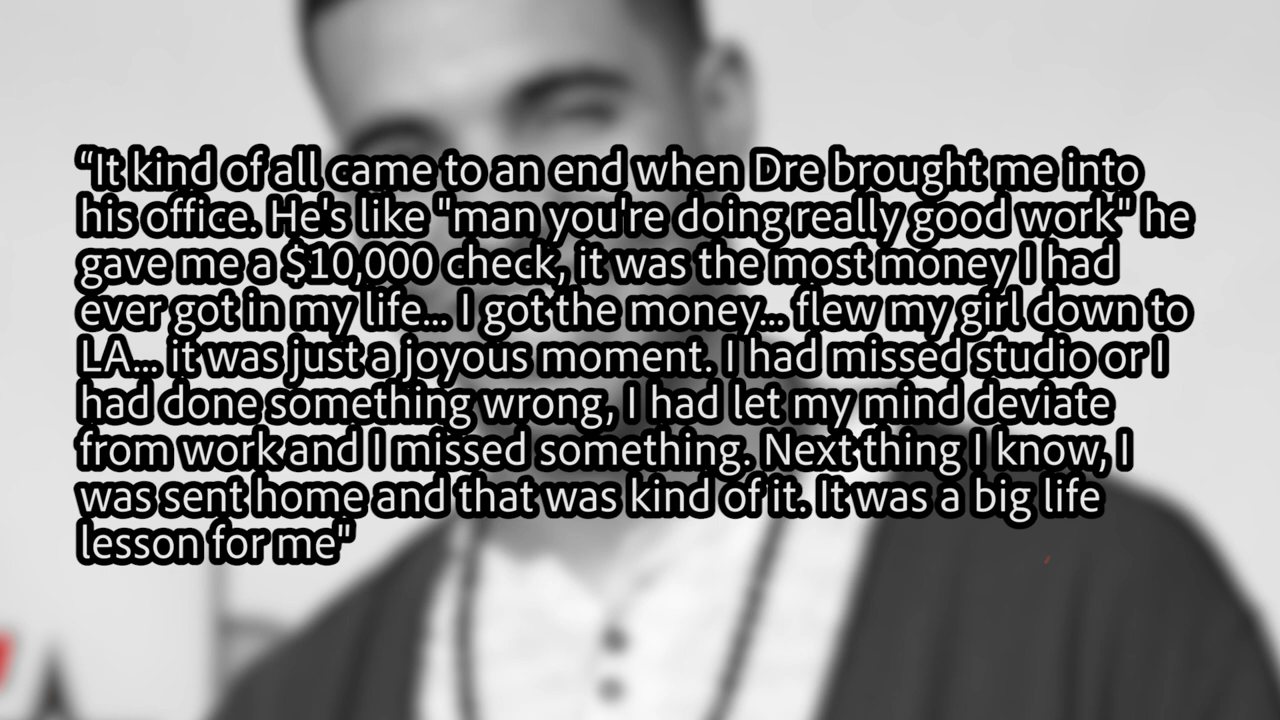 “It kind of all came to an end when Dre brought me into
his office. He's like "man you're doing really good work" he
gave me a $10,000 check, it was the most money I had
ever got in my life... I got the money... flew my girl down to
LA... it was just a joyous moment. I had missed studio or I
had done something wrong, I had let my mind deviate
from work and I missed something. Next thing I know, I
was sent home and that was kind of it. It was a big life
lesson for me"